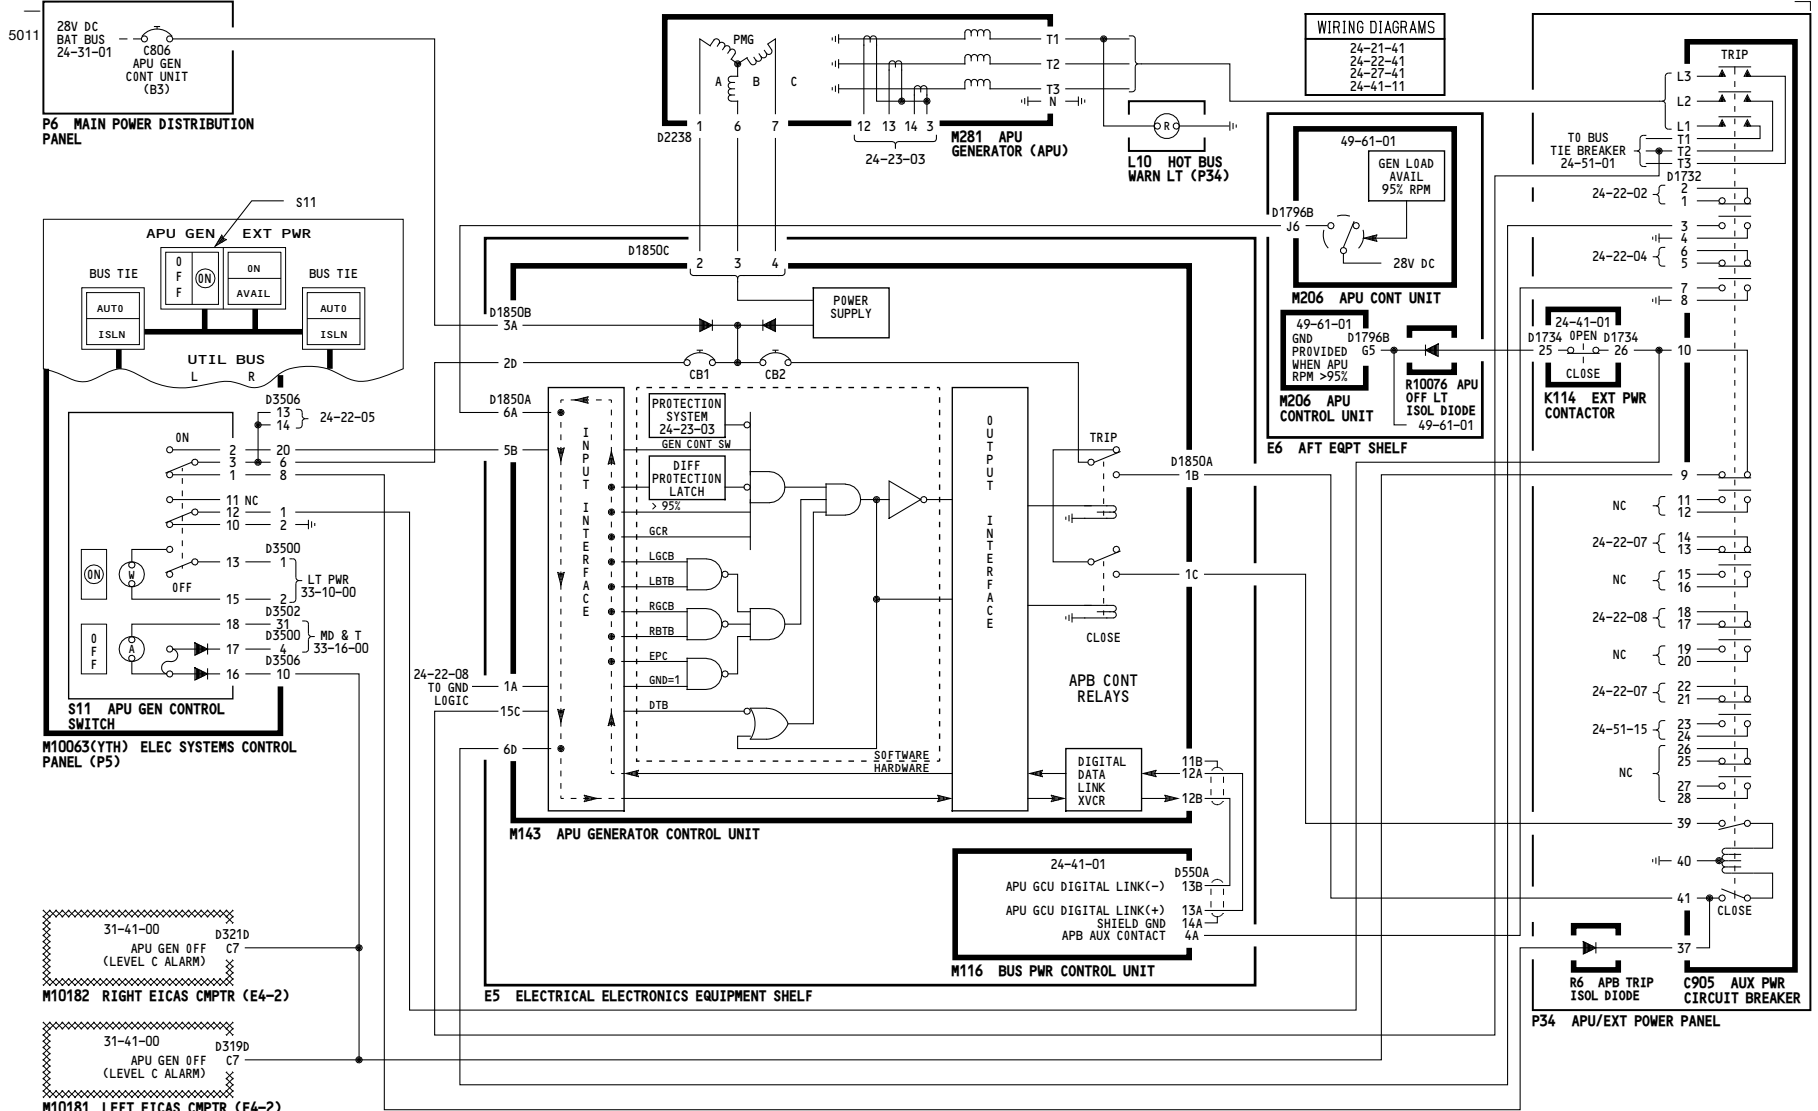 5011
28V DC
BAT BUS
24-31-01
C806
APU GEN
CONT UNIT
(B3)
P6 MAIN POWER DISTRIBUTION
PANEL
S11
APU GEN EXT PWR
OFF
ON
ON
AVAIL
BUS TIE
BUS TIE
AUTO
ISLN
AUTO
ISLN
UTIL BUS
L R
D3506
13
14
24-22-05
ON
2 20
3 6
1 8
11 NC
12 1
10 2
D3500
13 1
ON
W
OFF
LT PWR
33-10-00
15 2
D3502
18 31
D3500
17 4
MD & T
33-16-00
D3506
16 10
OFF
A
S11 APU GEN CONTROL
SWITCH
M10063(YTH) ELEC SYSTEMS CONTROL
PANEL (P5)
31-41-00
D321D
APU GEN OFF C7
(LEVEL C ALARM)
M10182 RIGHT EICAS CMPTR (E4-2)
31-41-00
D319D
APU GEN OFF C7
(LEVEL C ALARM)
M10181 LEFT EICAS CMPTR (E4-2)
PMG
A B C
T1
T2
T3
N
D2238
1 6 7
12 13 14 3
24-23-03
M281 APU
GENERATOR (APU)
R
L10 HOT BUS
WARN LT (P34)
WIRING DIAGRAMS
24-21-41
24-22-41
24-27-41
24-41-11
D1850C
2 3 4
POWER
SUPPLY
D1850B
3A
2D
CB1
CB2
D1850A
6A
5B
24-22-08
TO GND
LOGIC
1A
15C
6D
INPUT INTERFACE
PROTECTION
SYSTEM
24-23-03
GEN CONT SW
DIFF
PROTECTION
LATCH
> 95%
GCR
LGCB
LBTB
RGCB
RBTB
EPC
GND=1
DTB
SOFTWARE
HARDWARE
OUTPUT INTERFACE
TRIP
D1850A
1B
1C
CLOSE
APB CONT
RELAYS
DIGITAL
DATA
LINK
XVCR
11B
12A
12B
M143 APU GENERATOR CONTROL UNIT
24-41-01
D550A
APU GCU DIGITAL LINK(-) 13B
APU GCU DIGITAL LINK(+) 13A
SHIELD GND 14A
APB AUX CONTACT 4A
M116 BUS PWR CONTROL UNIT
E5 ELECTRICAL ELECTRONICS EQUIPMENT SHELF
49-61-01
GEN LOAD
AVAIL
95% RPM
D1796B
J6
28V DC
M206 APU CONT UNIT
49-61-01
GND
PROVIDED
WHEN APU
RPM >95%
D1796B
G5
M206 APU
CONTROL UNIT
R10076 APU
OFF LT
ISOL DIODE
49-61-01
E6 AFT EQPT SHELF
24-41-01
D1734 OPEN D1734
25 26
CLOSE
K114 EXT PWR
CONTACTOR
TRIP
L3
L2
L1
T1
T2
T3
TO BUS
TIE BREAKER
24-51-01
D1732
24-22-02
2
1
3
4
24-22-04
6
5
7
8
10
9
NC
11
12
24-22-07
14
13
NC
15
16
24-22-08
18
17
NC
19
20
24-22-07
22
21
24-51-15
23
24
NC
26
25
27
28
39
40
41
CLOSE
37
R6 APB TRIP
ISOL DIODE
C905 AUX PWR
CIRCUIT BREAKER
P34 APU/EXT POWER PANEL